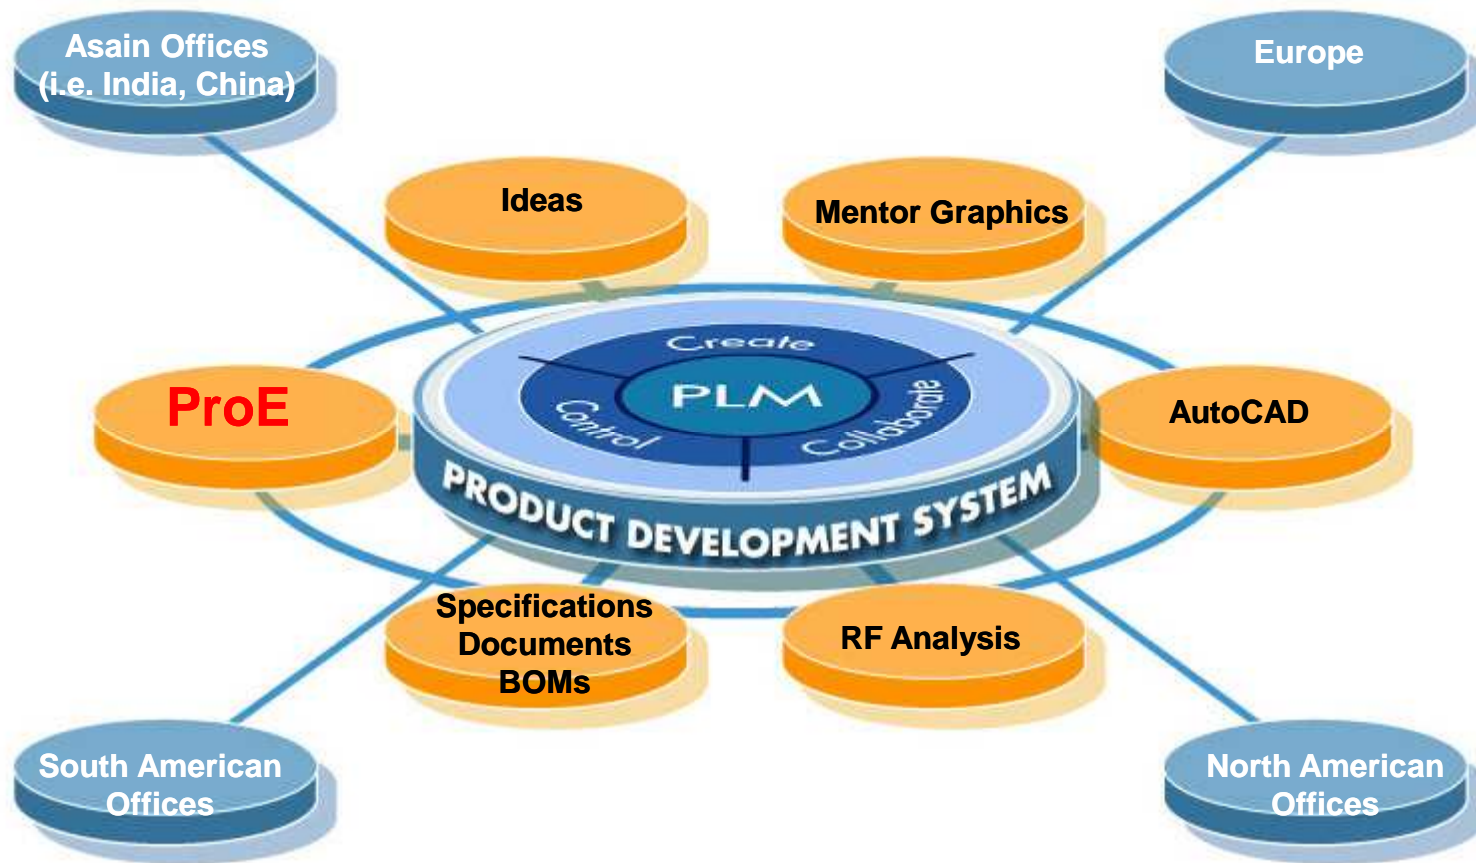 Asain Offices
(i.e. India, China)
Europe
Ideas
Mentor Graphics
ProE
Create
PLM
Control
Collaborate
AutoCAD
PRODUCT DEVELOPMENT SYSTEM
Specifications
Documents
BOMs
RF Analysis
South American
Offices
North American
Offices